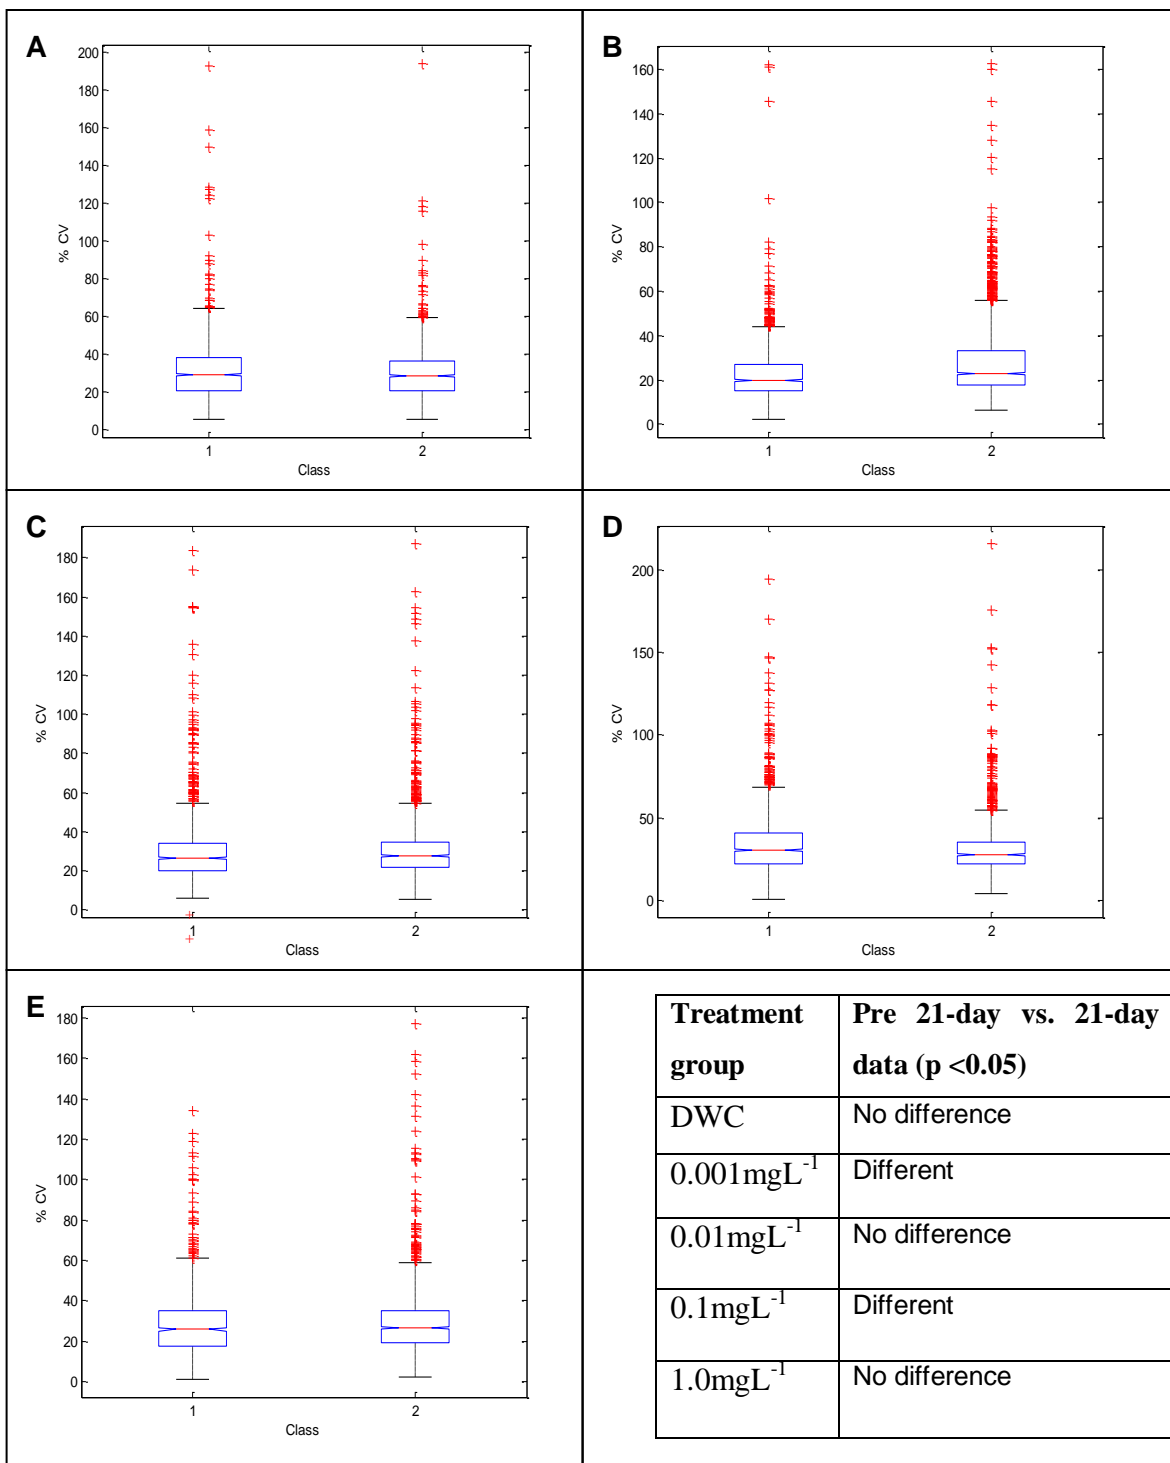 A
200
180
160
140
120
100
80
60
40
20
0
% CV
1 2
Class
B
160
140
120
100
80
60
40
20
0
% CV
1 2
Class
C
180
160
140
120
100
80
60
40
20
0
% CV
1 2
Class
D
200
150
100
50
0
% CV
1 2
Class
E
180
160
140
120
100
80
60
40
20
0
% CV
1 2
Class
Treatment group Pre 21-day vs. 21-day data (p <0.05)
DWC No difference
0.001mgL⁻¹ Different
0.01mgL⁻¹ No difference
0.1mgL⁻¹ Different
1.0mgL⁻¹ No difference